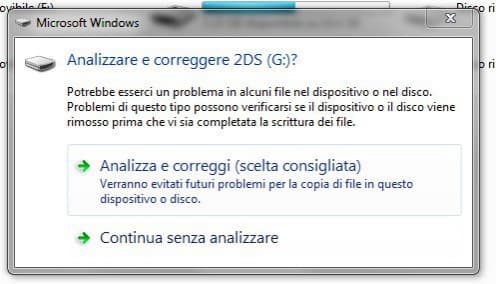 ovibile (F:)
Disco ri
Microsoft Windows
Analizzare e correggere 2DS (G:)?
Potrebbe esserci un problema in alcuni file nel dispositivo o nel disco.
Problemi di questo tipo possono verificarsi se il dispositivo o il disco viene
rimosso prima che vi sia completata la scrittura dei file.
Analizza e correggi (scelta consigliata)
Verranno evitati futuri problemi per la copia di file in questo
dispositivo o disco.
Continua senza analizzare